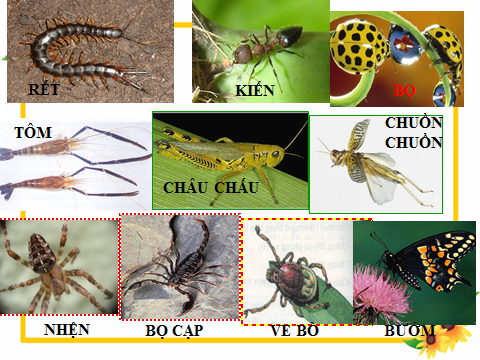 RẾT
KIẾN
BỌ
TÔM
CHUỒN
CHUỒN
CHÂU CHẤU
NHỆN
BỌ CẠP
VE BÒ
BƯỚM